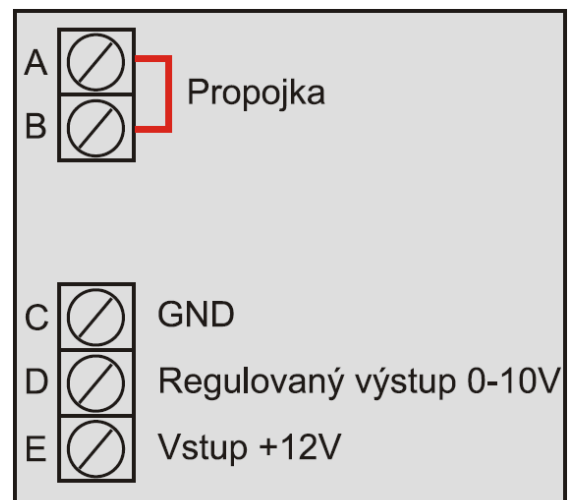 A
Propojka
B
C GND
D Regulovaný výstup 0-10V
E Vstup +12V